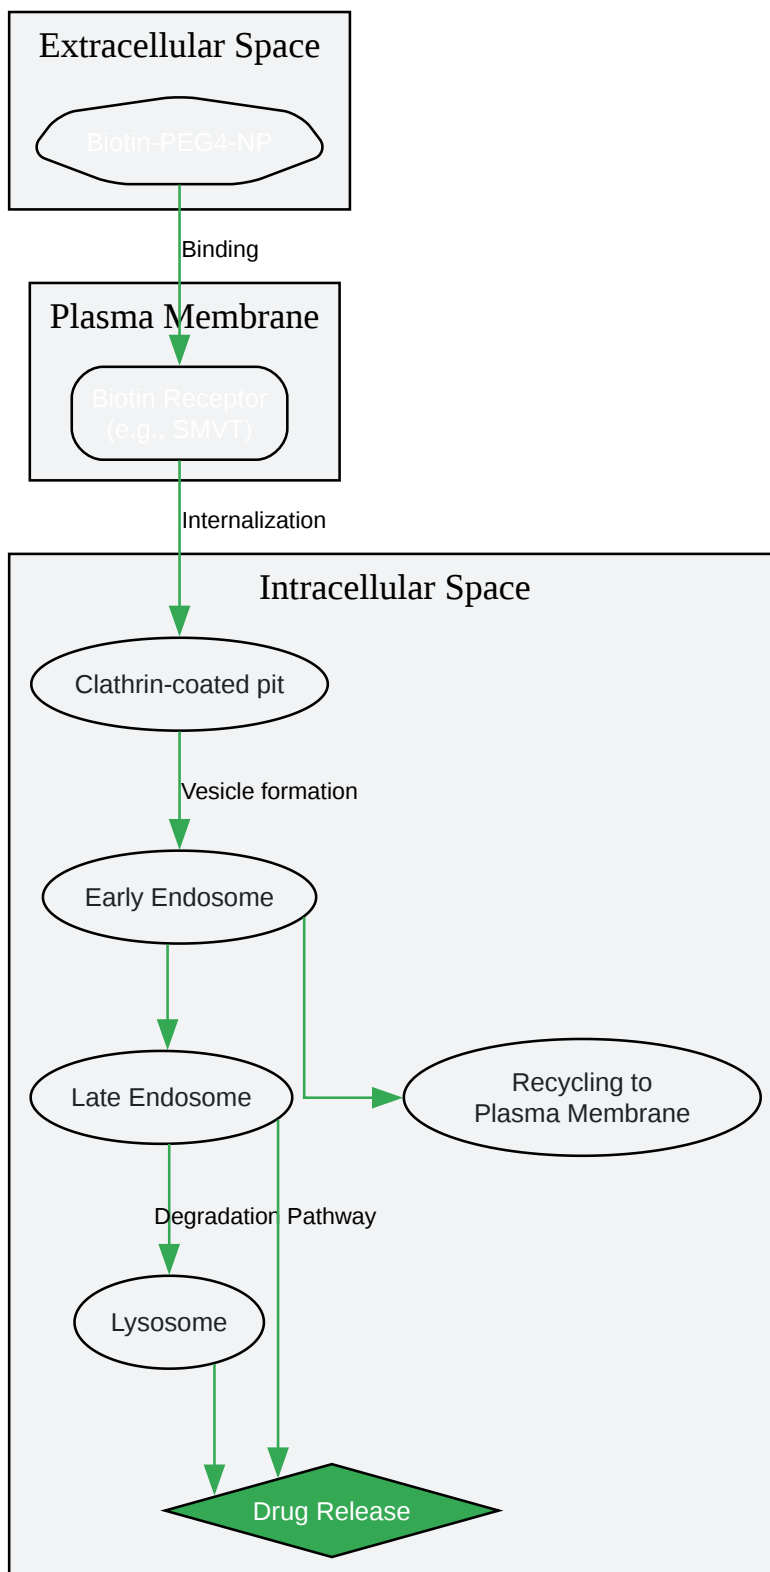 Extracellular Space
Biotin-PEG4-NP
Binding
Plasma Membrane
Biotin Receptor
(e.g., SMVT)
Internalization
Intracellular Space
Clathrin-coated pit
Vesicle formation
Early Endosome
Late Endosome
Recycling to
Plasma Membrane
Degradation Pathway
Lysosome
Drug Release